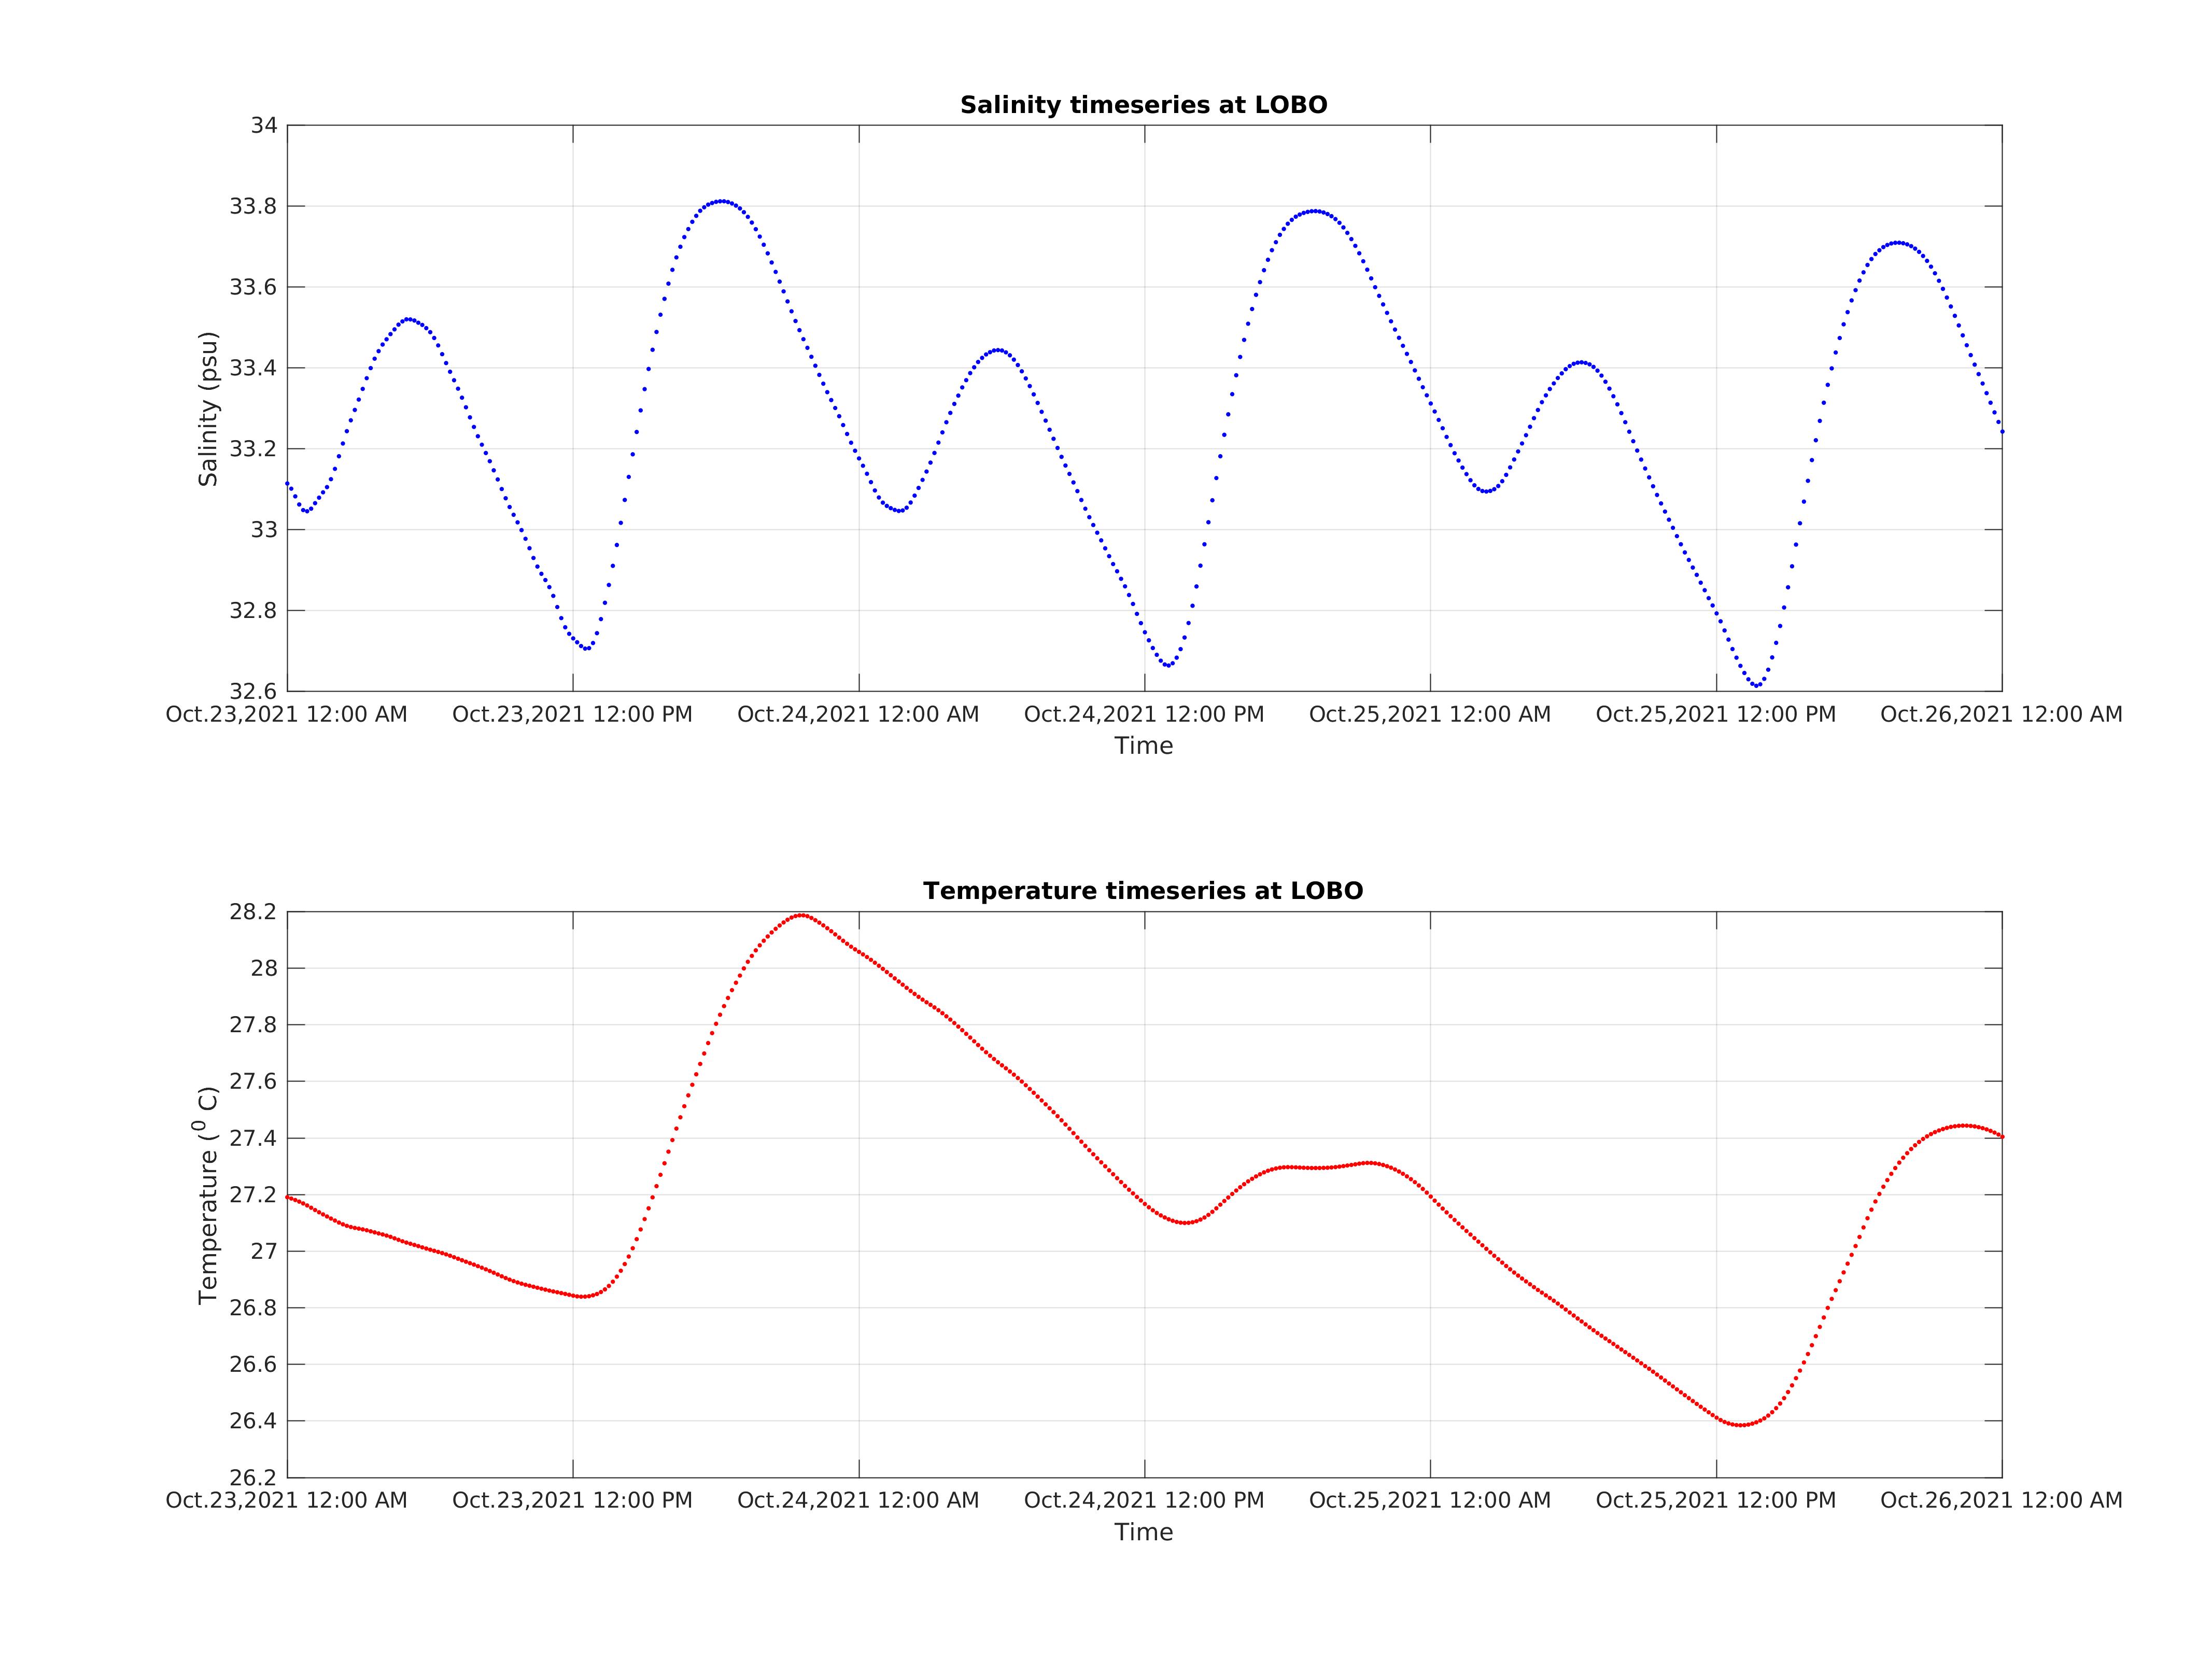 Salinity timeseries at LOBO
34
33.8
33.6
33.4
33.2
33
32.8
32.6
Salinity (psu)
Oct.23,2021 12:00 AM Oct.23,2021 12:00 PM Oct.24,2021 12:00 AM Oct.24,2021 12:00 PM Oct.25,2021 12:00 AM Oct.25,2021 12:00 PM Oct.26,2021 12:00 AM
Time
Temperature timeseries at LOBO
28.2
28
27.8
27.6
27.4
27.2
27
26.8
26.6
26.4
26.2
Temperature (⁰ C)
Oct.23,2021 12:00 AM Oct.23,2021 12:00 PM Oct.24,2021 12:00 AM Oct.24,2021 12:00 PM Oct.25,2021 12:00 AM Oct.25,2021 12:00 PM Oct.26,2021 12:00 AM
Time